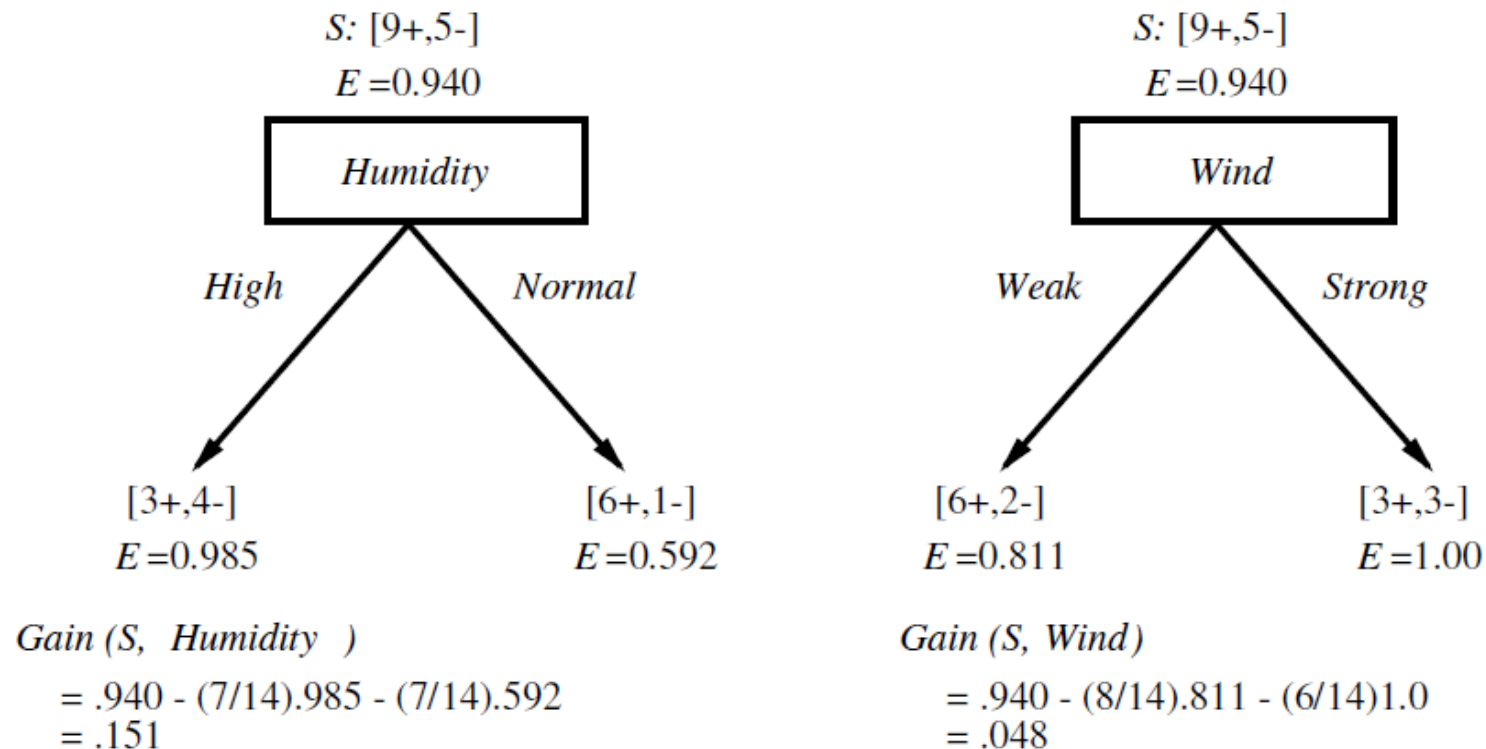 S: [9+,5-]
E =0.940
Humidity
High
Normal
[3+,4-]
E =0.985
[6+,1-]
E =0.592
Gain (S, Humidity )
= .940 - (7/14).985 - (7/14).592
= .151
S: [9+,5-]
E =0.940
Wind
Weak
Strong
[6+,2-]
E =0.811
[3+,3-]
E =1.00
Gain (S, Wind)
= .940 - (8/14).811 - (6/14)1.0
= .048